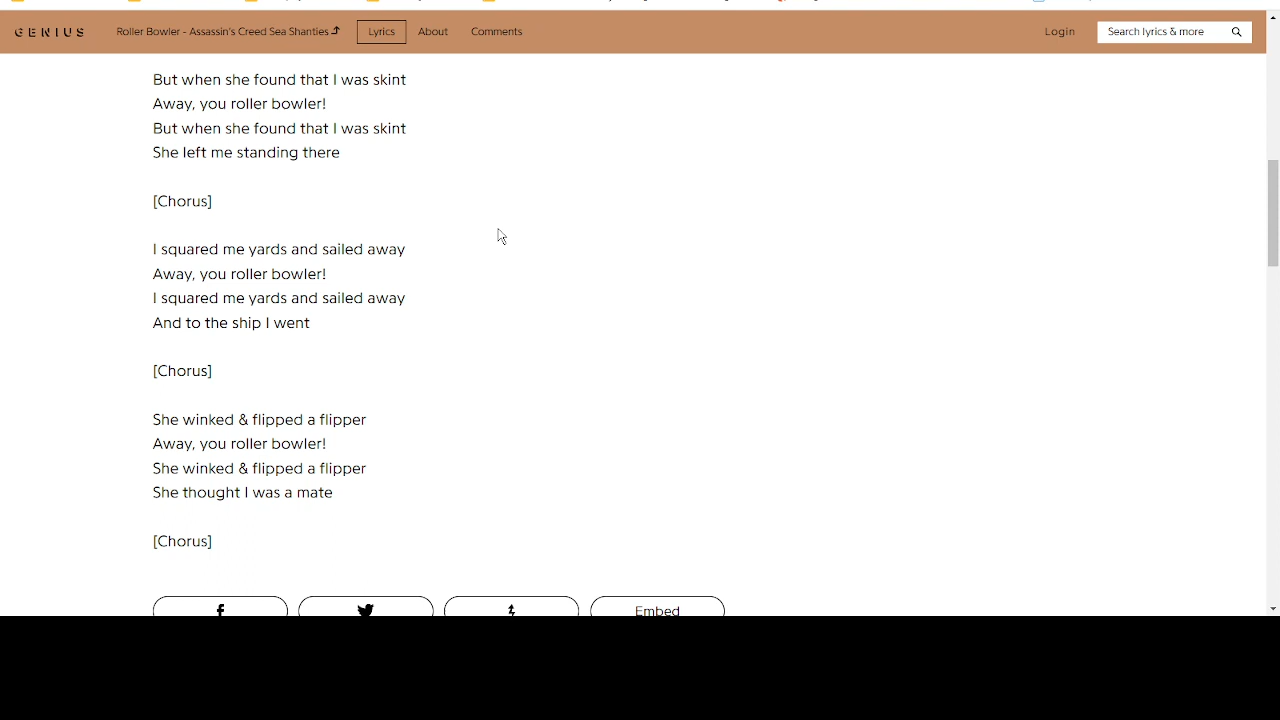 GENIUS
Roller Bowler - Assassin's Creed Sea Shanties
Lyrics
About
Comments
Login
Search lyrics & more
But when she found that I was skint
Away, you roller bowler!
But when she found that I was skint
She left me standing there
[Chorus]
I squared me yards and sailed away
Away, you roller bowler!
I squared me yards and sailed away
And to the ship I went
[Chorus]
She winked & flipped a flipper
Away, you roller bowler!
She winked & flipped a flipper
She thought I was a mate
[Chorus]
Embed